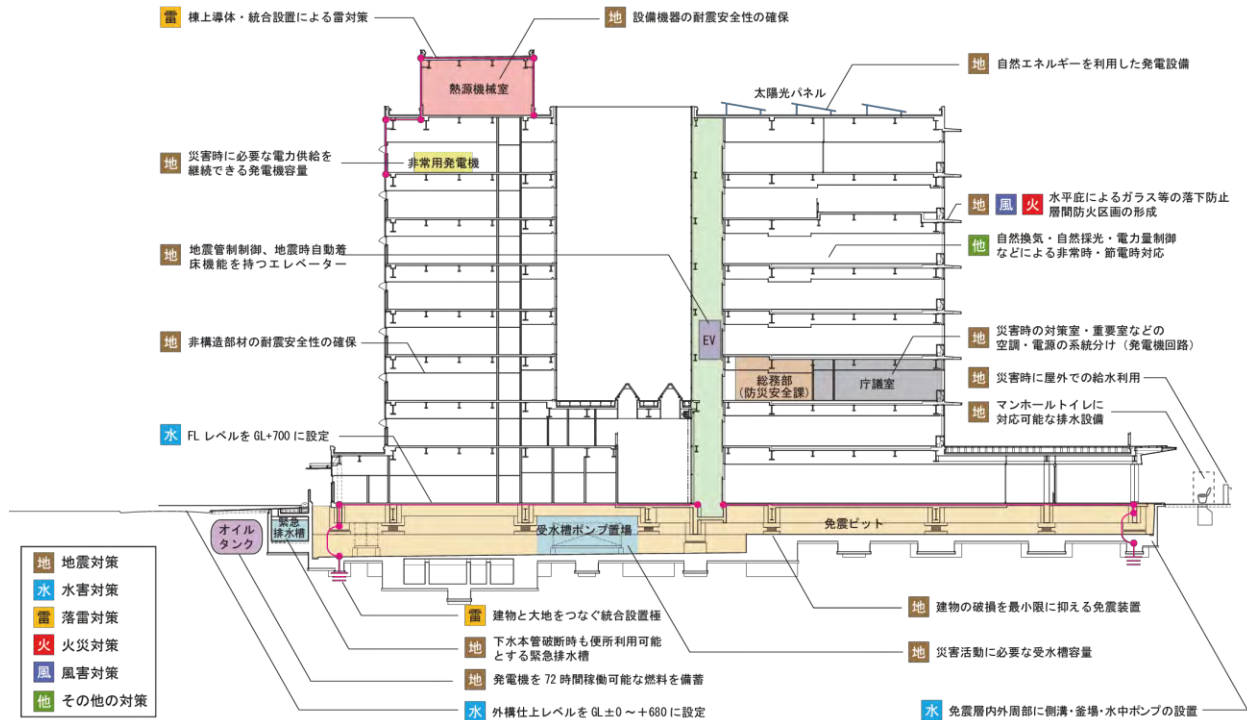 雷 棟上導体・統合設置による雷対策
地 設備機器の耐震安全性の確保
熱源機械室
太陽光パネル
地 自然エネルギーを利用した発電設備
地 災害時に必要な電力供給を
継続できる発電機容量
非常用発電機
地 風 火 水平庇によるガラス等の落下防止
層間防火区画の形成
地 地震管制制御、地震時自動着
床機能を持つエレベーター
他 自然換気・自然採光・電力量制御
などによる非常時・節電時対応
地 非構造部材の耐震安全性の確保
EV
地 災害時の対策室・重要室などの
空調・電源の系統分け（発電機回路）
総務部
(防災安全課)
庁議室
地 災害時に屋外での給水利用
地 マンホールトイレに
対応可能な排水設備
水 FL レベルを GL+700 に設定
オイル
タンク
緊急
排水槽
受水槽ポンプ置場
免震ピット
地 地震対策
水 水害対策
雷 落雷対策
火 火災対策
風 風害対策
他 その他の対策
雷 建物と大地をつなぐ統合設置極
地 下水本管破断時も便所利用可能
とする緊急排水槽
地 発電機を 72 時間稼働可能な燃料を備蓄
水 外構仕上レベルを GL±0 ～ +680 に設定
地 建物の破損を最小限に抑える免震装置
地 災害活動に必要な受水槽容量
水 免震層内外周部に側溝・釜場・水中ポンプの設置